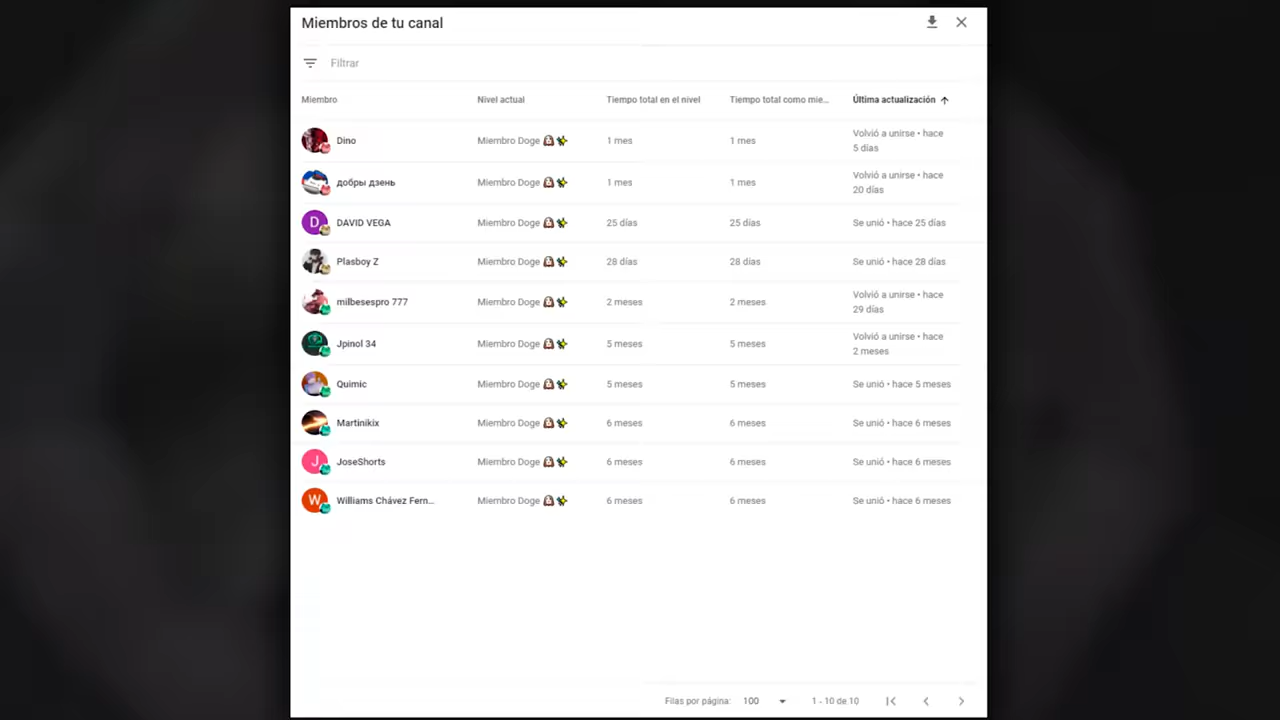 Miembros de tu canal
Filtrar
Miembro Nivel actual Tiempo total en el nivel Tiempo total como mie... Última actualización
Dino Miembro Doge 1 mes 1 mes Volvió a unirse • hace
5 días
добры дзень Miembro Doge 1 mes 1 mes Volvió a unirse • hace
20 días
D DAVID VEGA Miembro Doge 25 días 25 días Se unió • hace 25 días
Plasboy Z Miembro Doge 28 días 28 días Se unió • hace 28 días
milbesespro 777 Miembro Doge 2 meses 2 meses Volvió a unirse • hace
29 días
Jpinol 34 Miembro Doge 5 meses 5 meses Volvió a unirse • hace
2 meses
Quimic Miembro Doge 5 meses 5 meses Se unió • hace 5 meses
Martinikix Miembro Doge 6 meses 6 meses Se unió • hace 6 meses
J JoseShorts Miembro Doge 6 meses 6 meses Se unió • hace 6 meses
W Williams Chávez Fern... Miembro Doge 6 meses 6 meses Se unió • hace 6 meses
Filas por página: 100 1 - 10 de 10